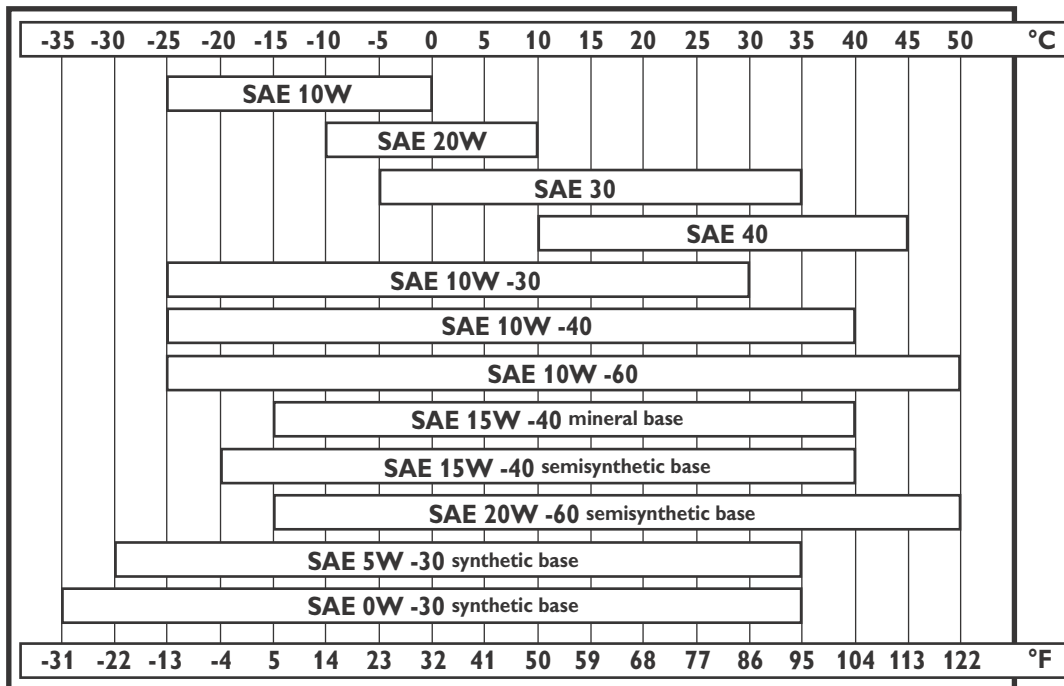 -35 -30 -25 -20 -15 -10 -5 0 5 10 15 20 25 30 35 40 45 50 °C
SAE 10W
SAE 20W
SAE 30
SAE 40
SAE 10W -30
SAE 10W -40
SAE 10W -60
SAE 15W -40 mineral base
SAE 15W -40 semisynthetic base
SAE 20W -60 semisynthetic base
SAE 5W -30 synthetic base
SAE 0W -30 synthetic base
-31 -22 -13 -4 5 14 23 32 41 50 59 68 77 86 95 104 113 122 °F